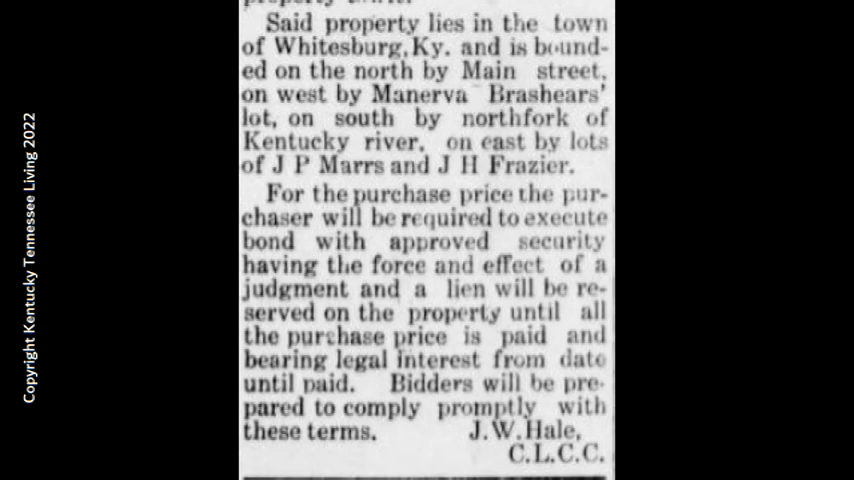 Said property lies in the town
of Whitesburg, Ky. and is bound-
ed on the north by Main street,
on west by Manerva Brashears'
lot, on south by northfork of
Kentucky river, on east by lots
of J P Marrs and J H Frazier.
For the purchase price the pur-
chaser will be required to execute
bond with approved security
having the force and effect of a
judgment and a lien will be re-
served on the property until all
the purchase price is paid and
bearing legal interest from date
until paid. Bidders will be pre-
pared to comply promptly with
these terms. J. W. Hale,
C.L.C.C.
Copyright Kentucky Tennessee Living 2022